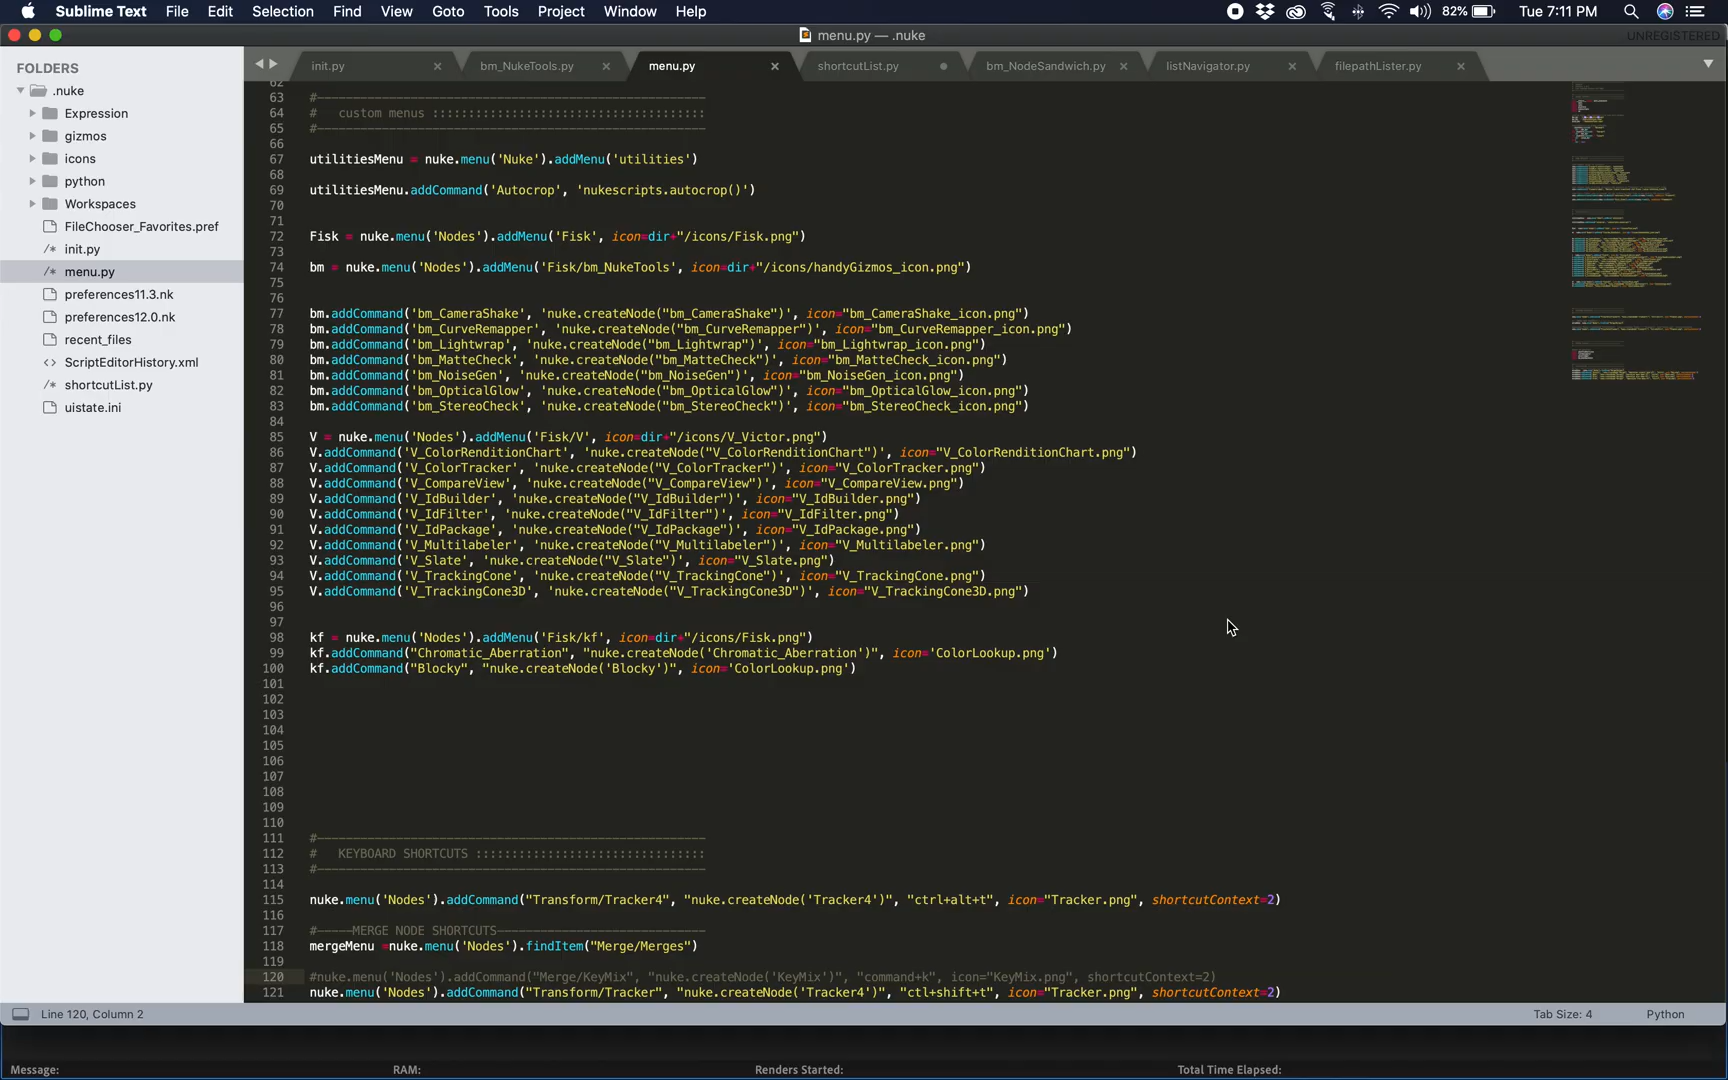 Sublime Text File Edit Selection Find View Goto Tools Project Window Help 82% Tue 7:11 PM
menu.py — .nuke UNREGISTERED
FOLDERS
.nuke
Expression
gizmos
icons
python
Workspaces
FileChooser_Favorites.pref
/* init.py
/* menu.py
preferences11.3.nk
preferences12.0.nk
recent_files
<> ScriptEditorHistory.xml
/* shortcutList.py
uistate.ini
init.py bm_NukeTools.py menu.py shortcutList.py bm_NodeSandwich.py listNavigator.py filepathLister.py
62
63 #------------------------------------------------------
64 #   custom menus ::::::::::::::::::::::::::::::::::::::
65 #------------------------------------------------------
66
67 utilitiesMenu = nuke.menu('Nuke').addMenu('utilities')
68
69 utilitiesMenu.addCommand('Autocrop', 'nukescripts.autocrop()')
70
71
72 Fisk = nuke.menu('Nodes').addMenu('Fisk', icon=dir+"/icons/Fisk.png")
73
74 bm = nuke.menu('Nodes').addMenu('Fisk/bm_NukeTools', icon=dir+"/icons/handyGizmos_icon.png")
75
76
77 bm.addCommand('bm_CameraShake', 'nuke.createNode("bm_CameraShake")', icon="bm_CameraShake_icon.png")
78 bm.addCommand('bm_CurveRemapper', 'nuke.createNode("bm_CurveRemapper")', icon="bm_CurveRemapper_icon.png")
79 bm.addCommand('bm_Lightwrap', 'nuke.createNode("bm_Lightwrap")', icon="bm_Lightwrap_icon.png")
80 bm.addCommand('bm_MatteCheck', 'nuke.createNode("bm_MatteCheck")', icon="bm_MatteCheck_icon.png")
81 bm.addCommand('bm_NoiseGen', 'nuke.createNode("bm_NoiseGen")', icon="bm_NoiseGen_icon.png")
82 bm.addCommand('bm_OpticalGlow', 'nuke.createNode("bm_OpticalGlow")', icon="bm_OpticalGlow_icon.png")
83 bm.addCommand('bm_StereoCheck', 'nuke.createNode("bm_StereoCheck")', icon="bm_StereoCheck_icon.png")
84
85 V = nuke.menu('Nodes').addMenu('Fisk/V', icon=dir+"/icons/V_Victor.png")
86 V.addCommand('V_ColorRenditionChart', 'nuke.createNode("V_ColorRenditionChart")', icon="V_ColorRenditionChart.png")
87 V.addCommand('V_ColorTracker', 'nuke.createNode("V_ColorTracker")', icon="V_ColorTracker.png")
88 V.addCommand('V_CompareView', 'nuke.createNode("V_CompareView")', icon="V_CompareView.png")
89 V.addCommand('V_IdBuilder', 'nuke.createNode("V_IdBuilder")', icon="V_IdBuilder.png")
90 V.addCommand('V_IdFilter', 'nuke.createNode("V_IdFilter")', icon="V_IdFilter.png")
91 V.addCommand('V_IdPackage', 'nuke.createNode("V_IdPackage")', icon="V_IdPackage.png")
92 V.addCommand('V_Multilabeler', 'nuke.createNode("V_Multilabeler")', icon="V_Multilabeler.png")
93 V.addCommand('V_Slate', 'nuke.createNode("V_Slate")', icon="V_Slate.png")
94 V.addCommand('V_TrackingCone', 'nuke.createNode("V_TrackingCone")', icon="V_TrackingCone.png")
95 V.addCommand('V_TrackingCone3D', 'nuke.createNode("V_TrackingCone3D")', icon="V_TrackingCone3D.png")
96
97
98 kf = nuke.menu('Nodes').addMenu('Fisk/kf', icon=dir+"/icons/Fisk.png")
99 kf.addCommand("Chromatic_Aberration", "nuke.createNode('Chromatic_Aberration')", icon='ColorLookup.png')
100 kf.addCommand("Blocky", "nuke.createNode('Blocky')", icon='ColorLookup.png')
101
102
103
104
105
106
107
108
109
110
111 #------------------------------------------------------
112 #   KEYBOARD SHORTCUTS ::::::::::::::::::::::::::::::::
113 #------------------------------------------------------
114
115 nuke.menu('Nodes').addCommand("Transform/Tracker4", "nuke.createNode('Tracker4')", "ctrl+alt+t", icon="Tracker.png", shortcutContext=2)
116
117 #-----MERGE NODE SHORTCUTS-----------------------------
118 mergeMenu =nuke.menu('Nodes').findItem("Merge/Merges")
119
120 #nuke.menu('Nodes').addCommand("Merge/KeyMix", "nuke.createNode('KeyMix')", "command+k", icon="KeyMix.png", shortcutContext=2)
121 nuke.menu('Nodes').addCommand("Transform/Tracker", "nuke.createNode('Tracker4')", "ctl+shift+t", icon="Tracker.png", shortcutContext=2)
Line 120, Column 2 Tab Size: 4 Python
Message: RAM: Renders Started: Total Time Elapsed: